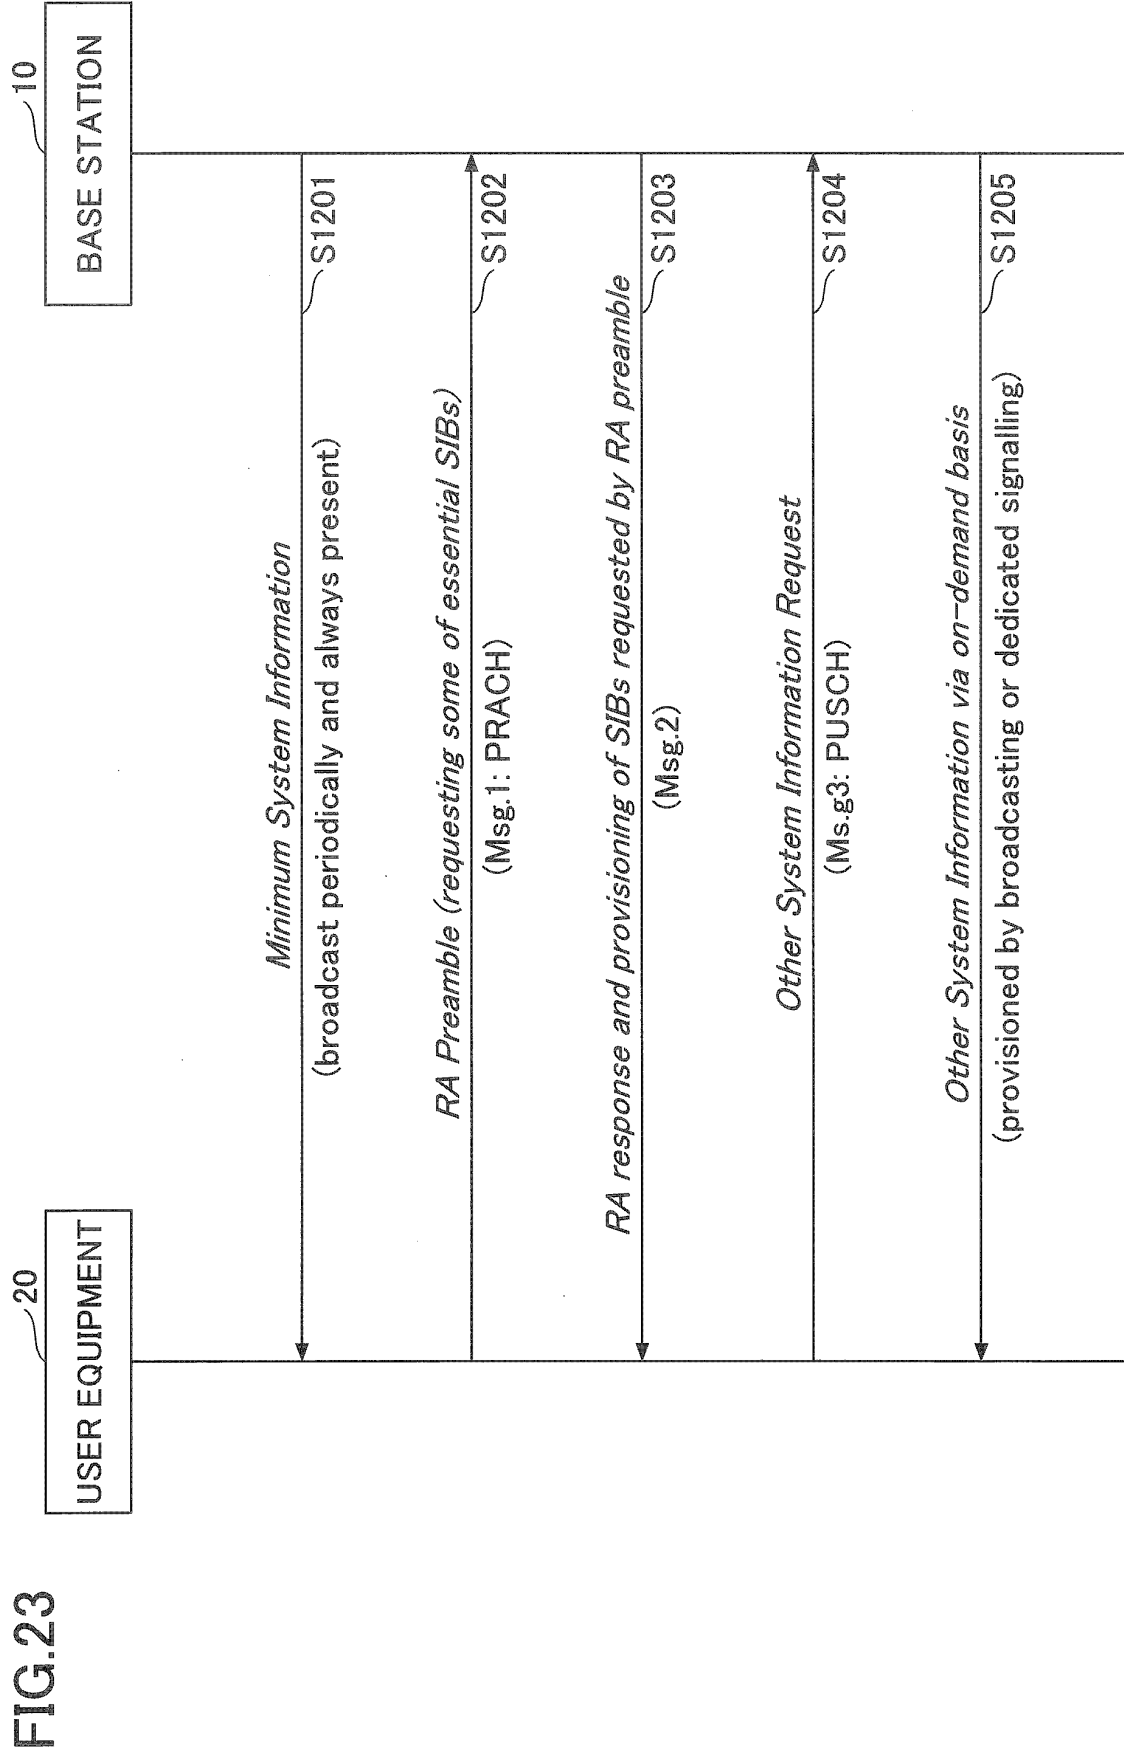 FIG.23
20
USER EQUIPMENT
10
BASE STATION
Minimum System Information
S1201
(broadcast periodically and always present)
RA Preamble (requesting some of essential SIBs)
S1202
(Msg.1: PRACH)
RA response and provisioning of SIBs requested by RA preamble
S1203
(Msg.2)
Other System Information Request
S1204
(Ms.g3: PUSCH)
Other System Information via on-demand basis
S1205
(provisioned by broadcasting or dedicated signalling)